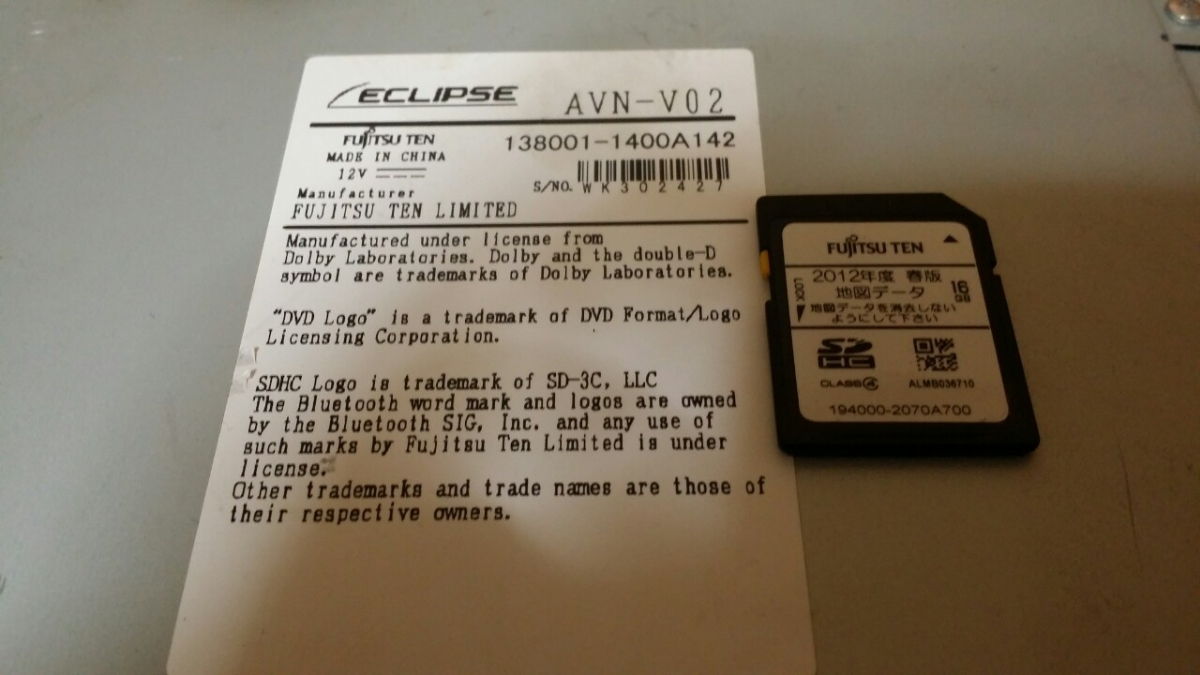 ECLIPSE AVN-V02
FUJITSU TEN 138001-1400A142
MADE IN CHINA
12V
S/NO. WK302427
Manufacturer
FUJITSU TEN LIMITED
Manufactured under license from
Dolby Laboratories. Dolby and the double-D
symbol are trademarks of Dolby Laboratories.
"DVD Logo" is a trademark of DVD Format/Logo
Licensing Corporation.
SDHC Logo is trademark of SD-3C, LLC
The Bluetooth word mark and logos are owned
by the Bluetooth SIG, Inc. and any use of
such marks by Fujitsu Ten Limited is under
license.
Other trademarks and trade names are those of
their respective owners.
FUJITSU TEN
2012年度 春版
地図データ
16
GB
LOCK
地図データを消去しない
ようにして下さい
SD
HC
CLASS 4
ALMB036710
194000-2070A700